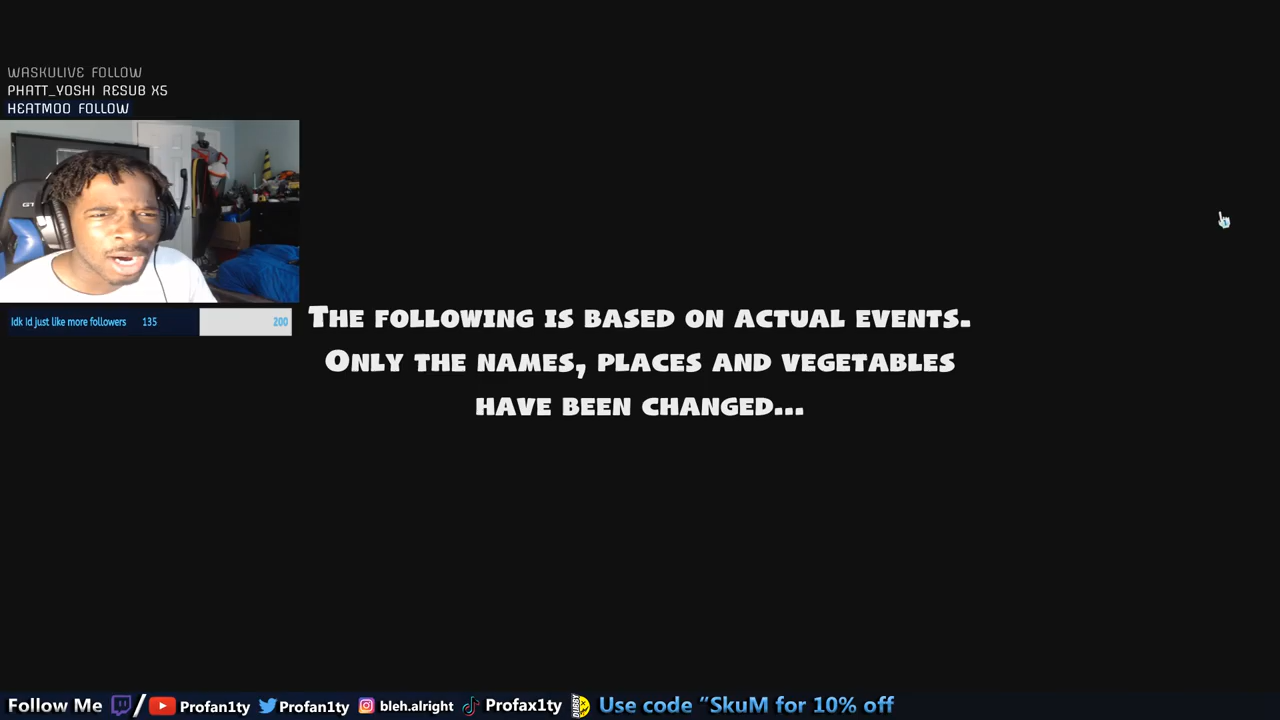 WASKULIVE FOLLOW
PHATT_YOSHI RESUB X5
HEATMOO FOLLOW
GT
Idk Id just like more followers 135 200
The following is based on actual events.
Only the names, places and vegetables
have been changed...
Follow Me / Profan1ty Profan1ty bleh.alright Profax1ty DUBBY Use code “SkuM for 10% off